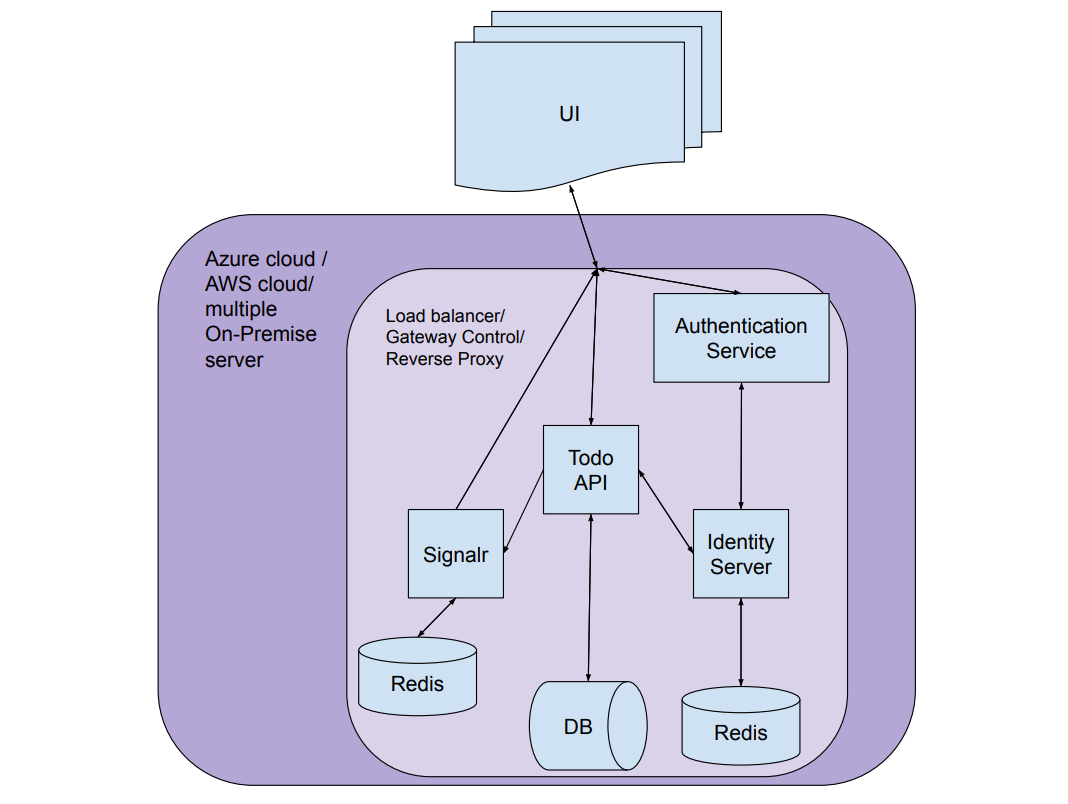 UI
Azure cloud /
AWS cloud/
multiple
On-Premise
server
Load balancer/
Gateway Control/
Reverse Proxy
Authentication
Service
Todo
API
Signalr
Identity
Server
Redis
DB
Redis